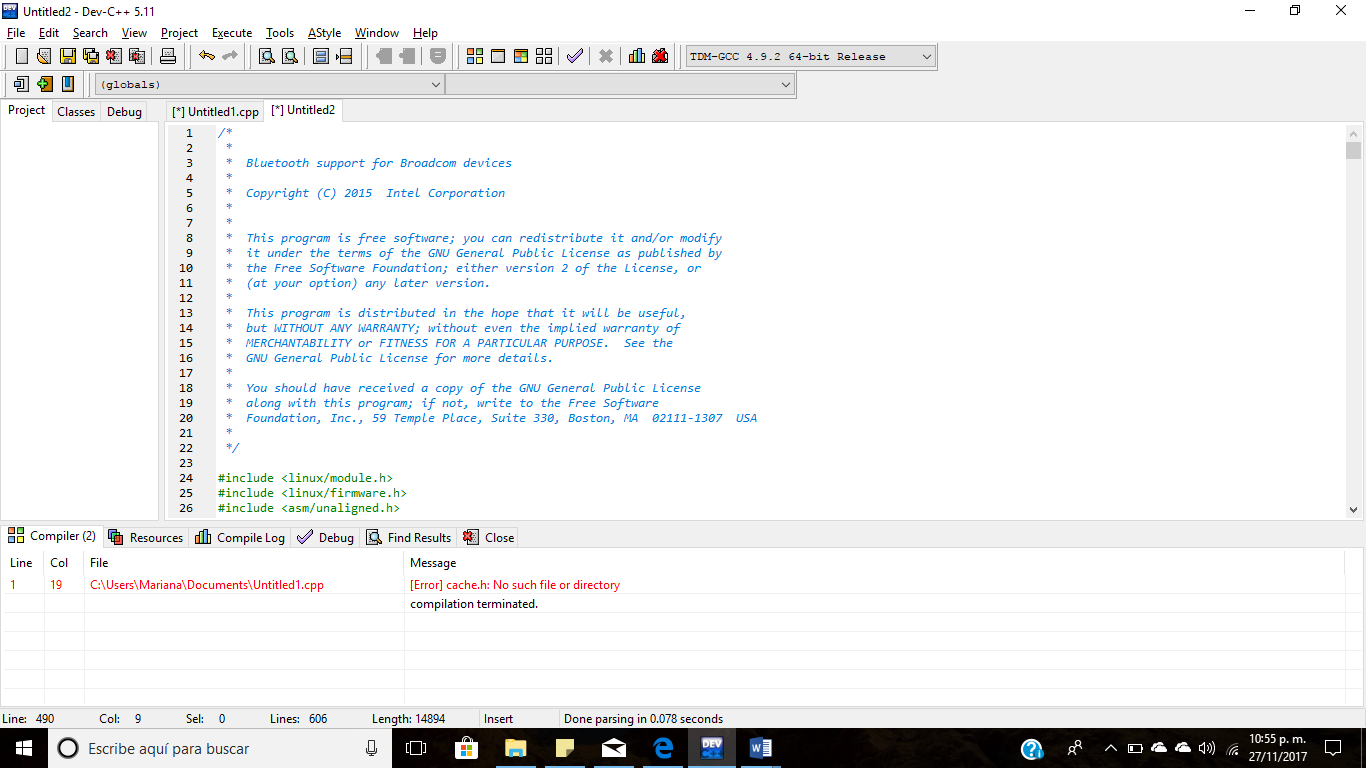 Untitled2 - Dev-C++ 5.11
File Edit Search View Project Execute Tools AStyle Window Help
TDM-GCC 4.9.2 64-bit Release
(globals)
Project Classes Debug [*] Untitled1.cpp [*] Untitled2
1 /*
2 *
3 * Bluetooth support for Broadcom devices
4 *
5 * Copyright (C) 2015  Intel Corporation
6 *
7 *
8 * This program is free software; you can redistribute it and/or modify
9 * it under the terms of the GNU General Public License as published by
10 * the Free Software Foundation; either version 2 of the License, or
11 * (at your option) any later version.
12 *
13 * This program is distributed in the hope that it will be useful,
14 * but WITHOUT ANY WARRANTY; without even the implied warranty of
15 * MERCHANTABILITY or FITNESS FOR A PARTICULAR PURPOSE.  See the
16 * GNU General Public License for more details.
17 *
18 * You should have received a copy of the GNU General Public License
19 * along with this program; if not, write to the Free Software
20 * Foundation, Inc., 59 Temple Place, Suite 330, Boston, MA  02111-1307  USA
21 *
22 */
23
24 #include <linux/module.h>
25 #include <linux/firmware.h>
26 #include <asm/unaligned.h>
Compiler (2) Resources Compile Log Debug Find Results Close
Line Col File Message
1 19 C:\Users\Mariana\Documents\Untitled1.cpp [Error] cache.h: No such file or directory
compilation terminated.
Line: 490 Col: 9 Sel: 0 Lines: 606 Length: 14894 Insert Done parsing in 0.078 seconds
Escribe aquí para buscar
10:55 p. m.
27/11/2017